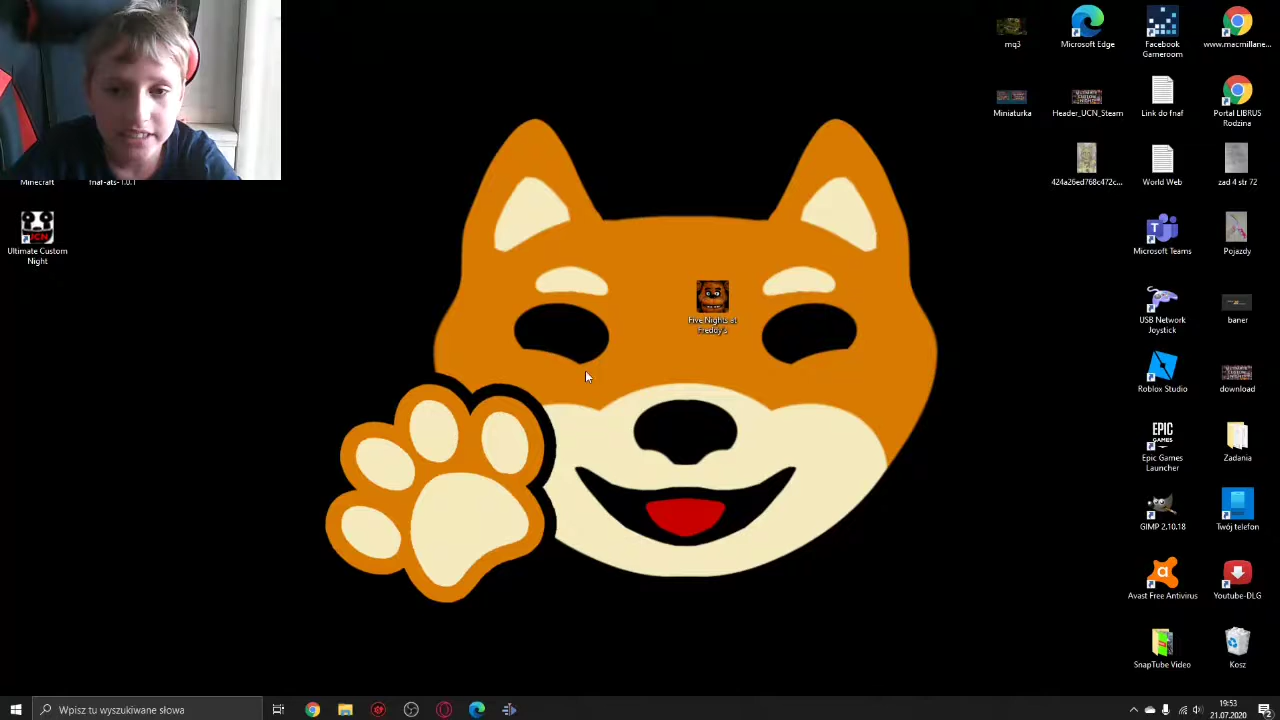 mq3
Microsoft Edge
Facebook
Gameroom
www.macmillane...
Miniaturka
Header_UCN_Steam
Link do fnaf
Portal LIBRUS
Rodzina
424a26ed768c472c...
World Web
zad 4 str 72
Minecraft
fnaf-ats-1.0.1
UCN
Ultimate Custom
Night
Microsoft Teams
Pojazdy
Five Nights at
Freddy's
USB Network
Joystick
baner
Roblox Studio
download
EPIC
GAMES
Epic Games
Launcher
Zadania
GIMP 2.10.18
Twój telefon
Avast Free Antivirus
Youtube-DLG
SnapTube Video
Kosz
Wpisz tu wyszukiwane słowa
19:53
21.07.2020
2